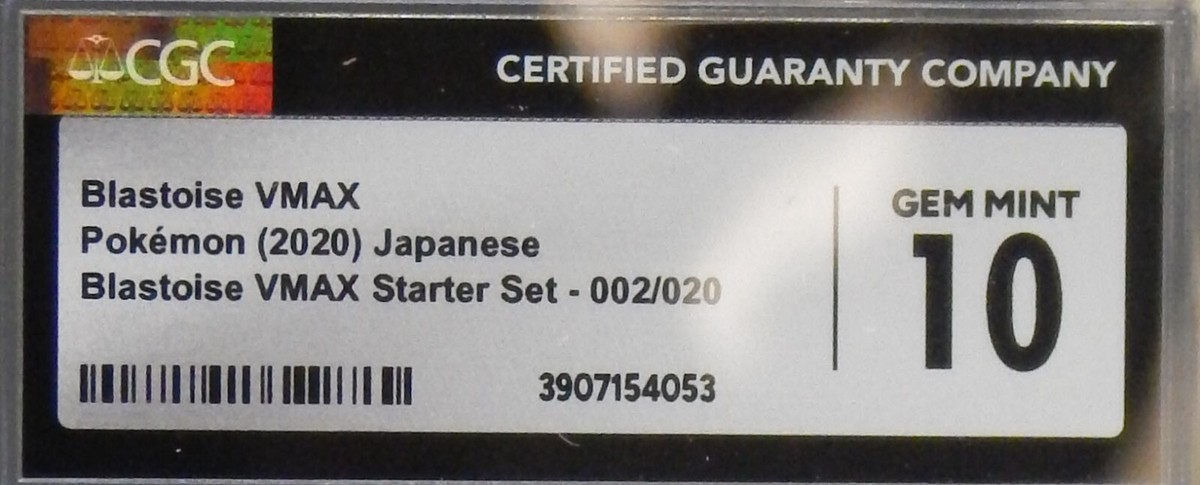 CGC
CERTIFIED GUARANTY COMPANY
Blastoise VMAX
Pokémon (2020) Japanese
Blastoise VMAX Starter Set - 002/020
3907154053
GEM MINT
10